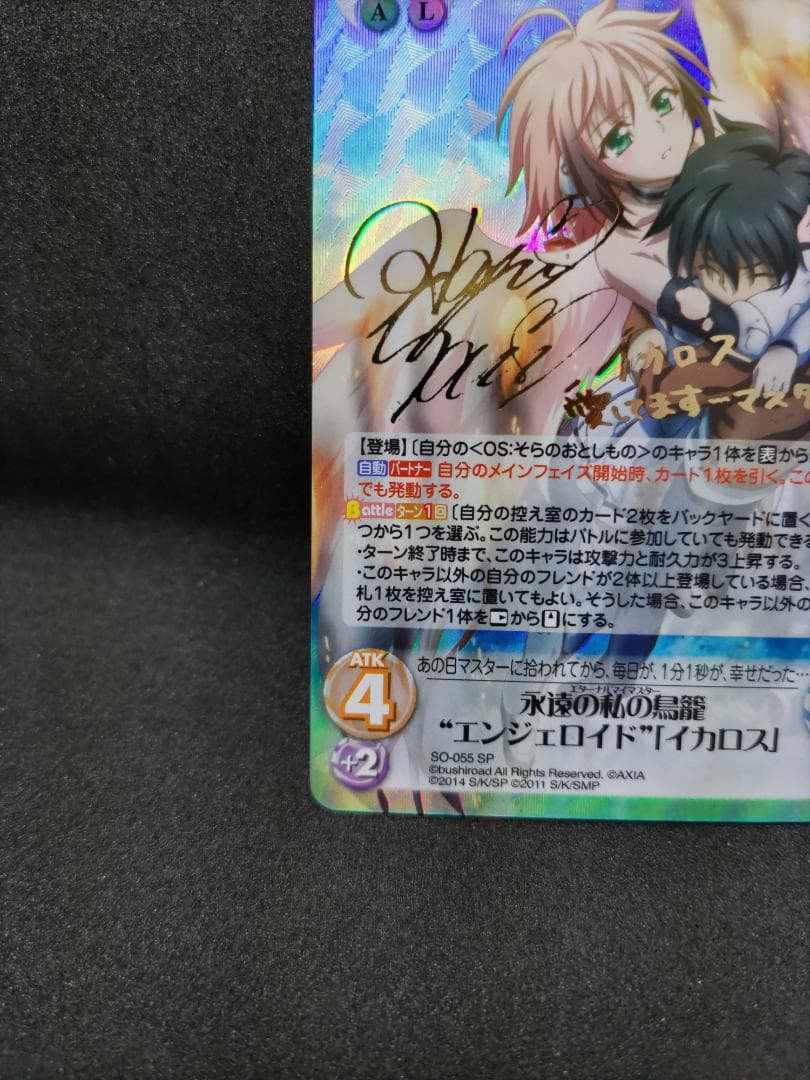 A L
イカロス
愛してますーマスタ
【登場】〔自分の<OS:そらのおとしもの>のキャラ1体を表から
自動 パートナー 自分のメインフェイズ開始時、カード1枚を引く。この
でも発動する。
Battle ターン1回 〔自分の控え室のカード2枚をバックヤードに置く
つから1つを選ぶ。この能力はバトルに参加していても発動できる
・ターン終了時まで、このキャラは攻撃力と耐久力が3上昇する。
・このキャラ以外の自分のフレンドが2体以上登場している場合、
札1枚を控え室に置いてもよい。そうした場合、このキャラ以外の
分のフレンド1体を から にする。
ATK
4
+2
あの日マスターに拾われてから、毎日が、1分1秒が、幸せだった…
エターナルマイマスター
永遠の私の鳥籠
“エンジェロイド”「イカロス」
SO-055 SP
©bushiroad All Rights Reserved. ©AXIA
©2014 S/K/SP ©2011 S/K/SMP